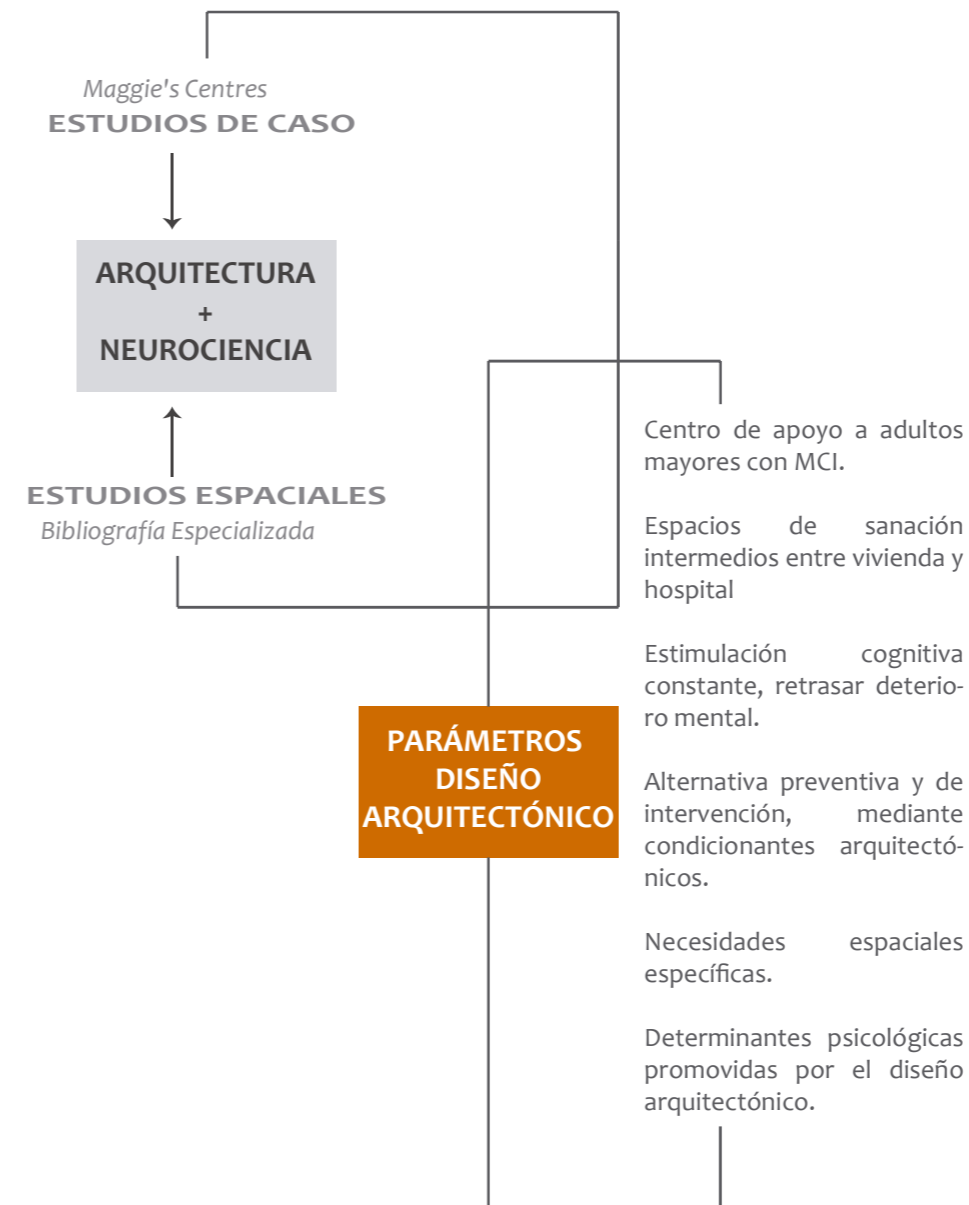 Maggie's Centres
ESTUDIOS DE CASO
ARQUITECTURA
+
NEUROCIENCIA
ESTUDIOS ESPACIALES
Bibliografía Especializada
PARÁMETROS
DISEÑO
ARQUITECTÓNICO
Centro de apoyo a adultos
mayores con MCI.
Espacios de sanación
intermedios entre vivienda y
hospital
Estimulación cognitiva
constante, retrasar deterio-
ro mental.
Alternativa preventiva y de
intervención, mediante
condicionantes arquitectó-
nicos.
Necesidades espaciales
específicas.
Determinantes psicológicas
promovidas por el diseño
arquitectónico.